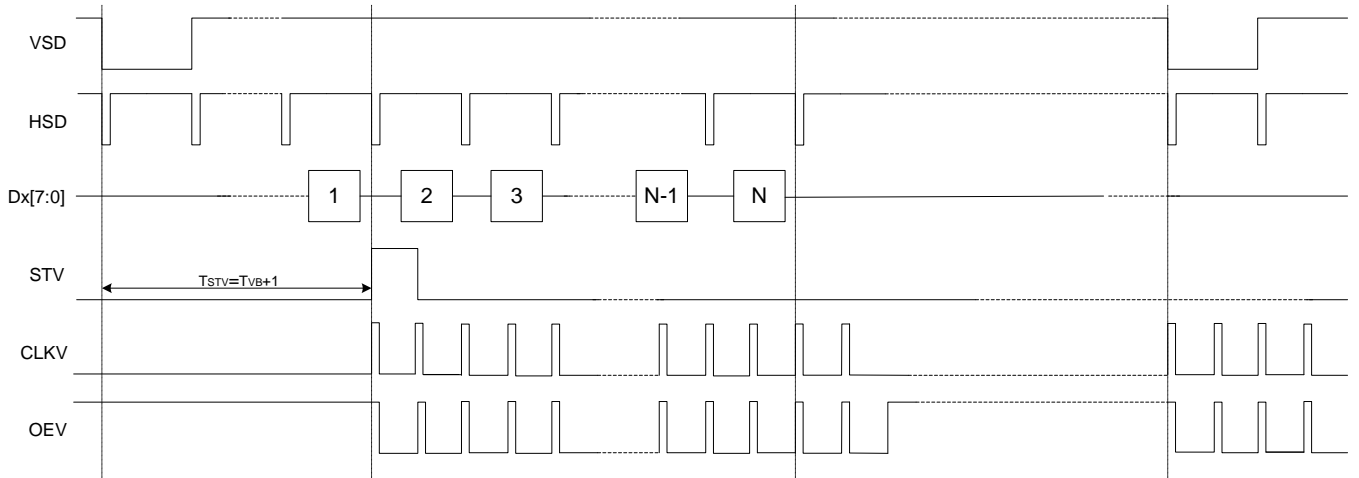 VSD
HSD
Dx[7:0]
1
2
3
N-1
N
STV
TSTV=TVB+1
CLKV
OEV